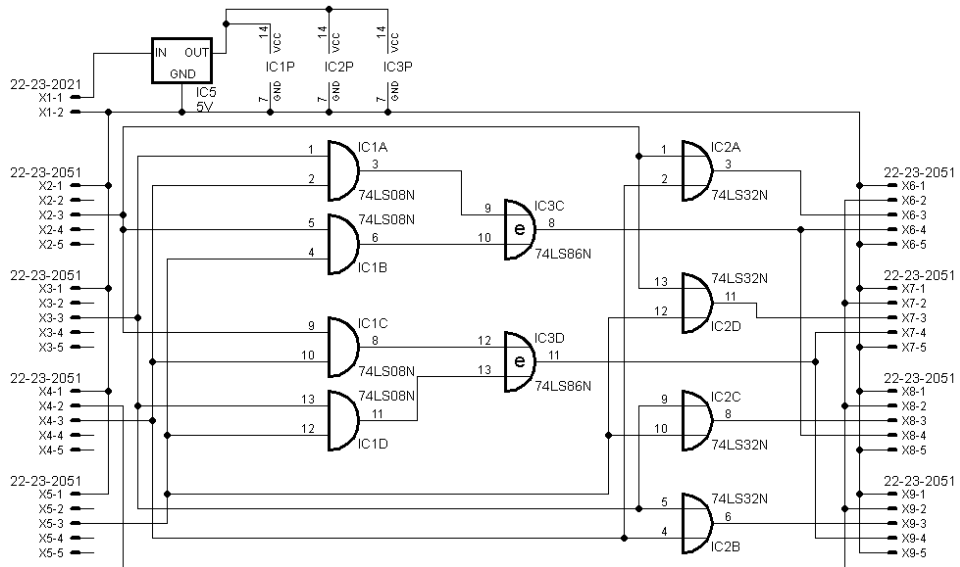 IN OUT
GND
IC5
5V
14 VCC
14 VCC
14 VCC
IC1P IC2P IC3P
7 GND
7 GND
7 GND
22-23-2021
X1-1
X1-2
22-23-2051
X2-1
X2-2
X2-3
X2-4
X2-5
22-23-2051
X3-1
X3-2
X3-3
X3-4
X3-5
22-23-2051
X4-1
X4-2
X4-3
X4-4
X4-5
22-23-2051
X5-1
X5-2
X5-3
X5-4
X5-5
IC1A
1 3
2
74LS08N
74LS08N
5 6
4
IC1B
IC1C
9 8
10
74LS08N
74LS08N
13 11
12
IC1D
IC3C
9 e 8
10
74LS86N
IC3D
12 e 11
13
74LS86N
IC2A
1 3
2
74LS32N
74LS32N
13 11
12
IC2D
IC2C
9 8
10
74LS32N
74LS32N
5 6
4
IC2B
22-23-2051
X6-1
X6-2
X6-3
X6-4
X6-5
22-23-2051
X7-1
X7-2
X7-3
X7-4
X7-5
22-23-2051
X8-1
X8-2
X8-3
X8-4
X8-5
22-23-2051
X9-1
X9-2
X9-3
X9-4
X9-5